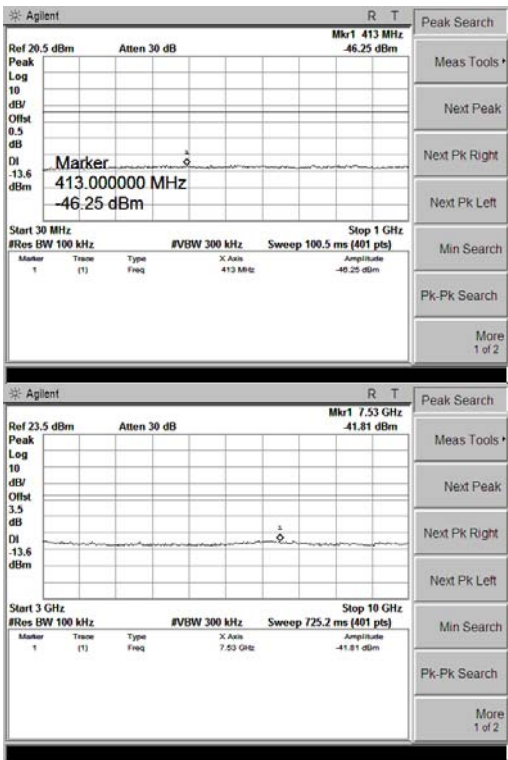 Agilent R T
Mkr1 413 MHz
Ref 20.5 dBm Atten 30 dB -46.25 dBm
Peak
Log
10
dB/
Offst
0.5
dB
DI
-13.6
dBm
1
Marker
413.000000 MHz
-46.25 dBm
Start 30 MHz Stop 1 GHz
#Res BW 100 kHz #VBW 300 kHz Sweep 100.5 ms (401 pts)
Marker Trace Type X Axis Amplitude
1 (1) Freq 413 MHz -46.25 dBm
Peak Search
Meas Tools
Next Peak
Next Pk Right
Next Pk Left
Min Search
Pk-Pk Search
More
1 of 2
Agilent R T
Mkr1 7.53 GHz
Ref 23.5 dBm Atten 30 dB -41.81 dBm
Peak
Log
10
dB/
Offst
3.5
dB
DI
-13.6
dBm
1
Start 3 GHz Stop 10 GHz
#Res BW 100 kHz #VBW 300 kHz Sweep 725.2 ms (401 pts)
Marker Trace Type X Axis Amplitude
1 (1) Freq 7.53 GHz -41.81 dBm
Peak Search
Meas Tools
Next Peak
Next Pk Right
Next Pk Left
Min Search
Pk-Pk Search
More
1 of 2